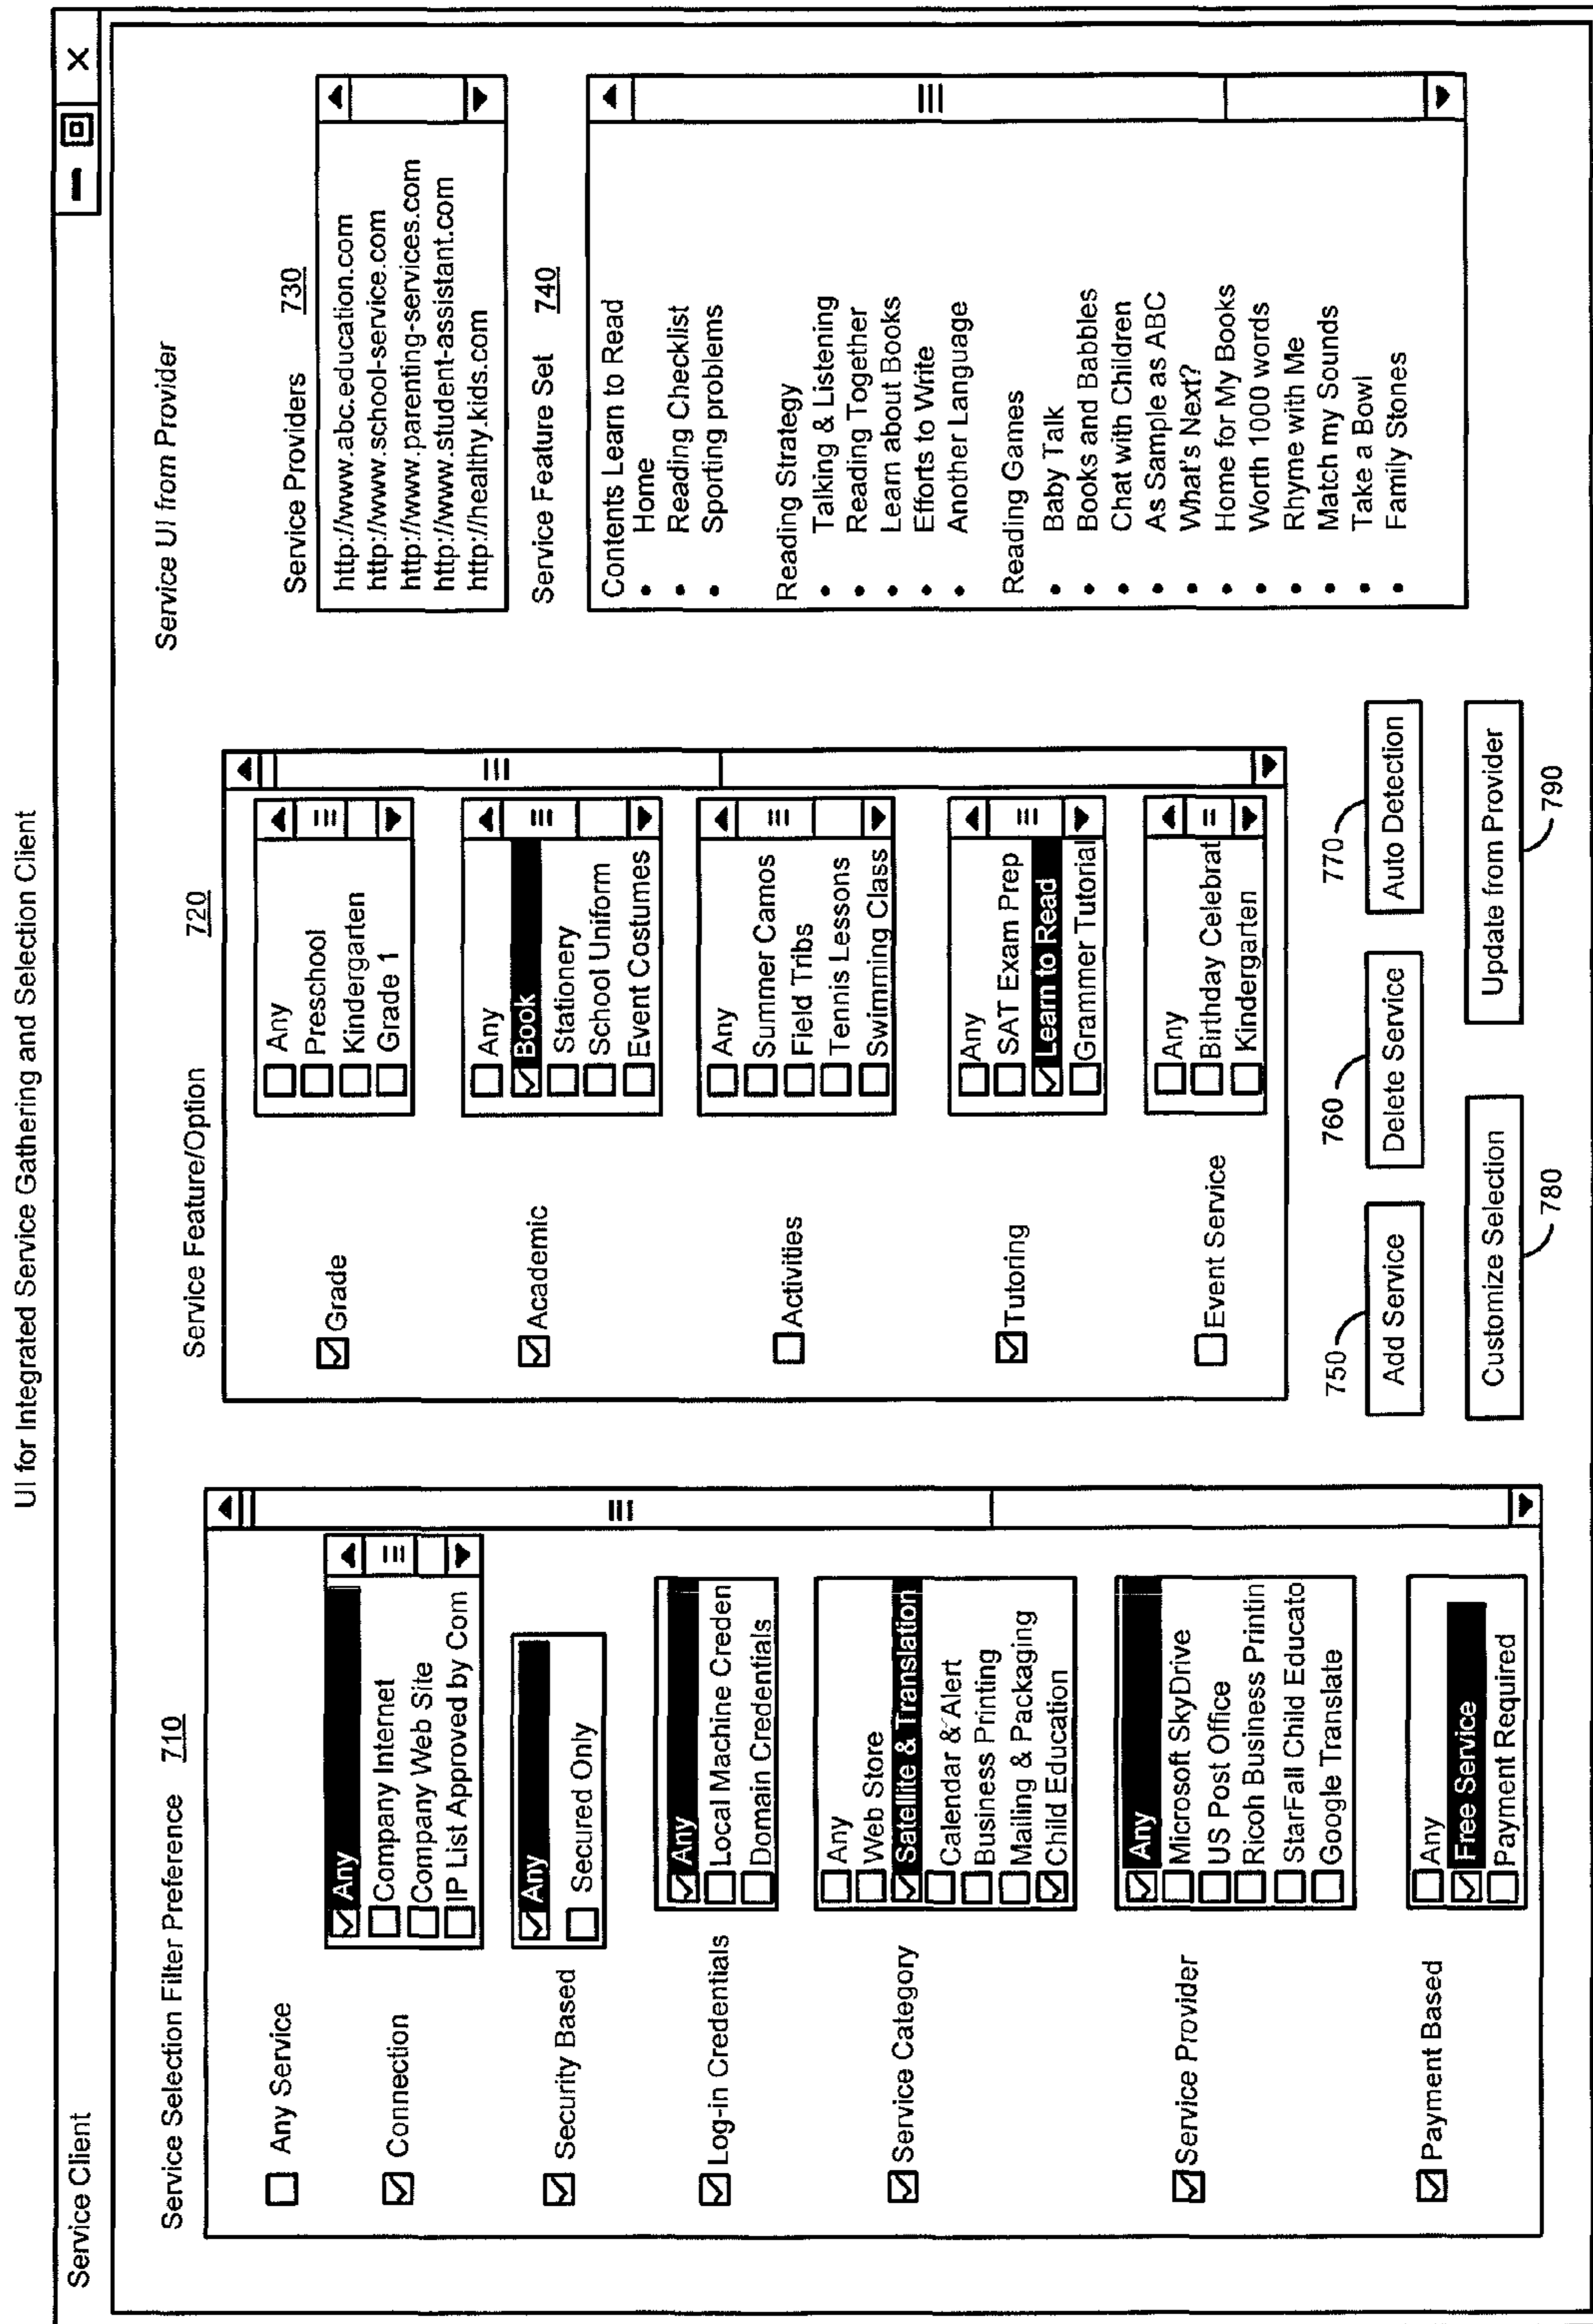 UI for Integrated Service Gathering and Selection Client
Service Client
Service Selection Filter Preference 710
Any Service
Connection
Any
Company Internet
Company Web Site
IP List Approved by Com
Security Based
Any
Secured Only
Log-in Credentials
Any
Local Machine Creden
Domain Credentials
Service Category
Any
Web Store
Satellite & Translation
Calendar & Alert
Business Printing
Mailing & Packaging
Child Education
Service Provider
Any
Microsoft SkyDrive
US Post Office
Ricoh Business Printin
StarFall Child Educato
Google Translate
Payment Based
Any
Free Service
Payment Required
Service Feature/Option 720
Grade
Any
Preschool
Kindergarten
Grade 1
Academic
Any
Book
Stationery
School Uniform
Event Costumes
Activities
Any
Summer Camos
Field Tribs
Tennis Lessons
Swimming Class
Tutoring
Any
SAT Exam Prep
Learn to Read
Grammer Tutorial
Event Service
Any
Birthday Celebrat
Kindergarten
750
760
770
Add Service
Delete Service
Auto Detection
Customize Selection
Update from Provider
780
790
Service UI from Provider
Service Providers 730
http://www.abc.education.com
http://www.school-service.com
http://www.parenting-services.com
http://www.student-assistant.com
http://healthy.kids.com
Service Feature Set 740
Contents Learn to Read
• Home
• Reading Checklist
• Sporting problems
Reading Strategy
• Talking & Listening
• Reading Together
• Learn about Books
• Efforts to Write
• Another Language
Reading Games
• Baby Talk
• Books and Babbles
• Chat with Children
• As Sample as ABC
• What's Next?
• Home for My Books
• Worth 1000 words
• Rhyme with Me
• Match my Sounds
• Take a Bowl
• Family Stones